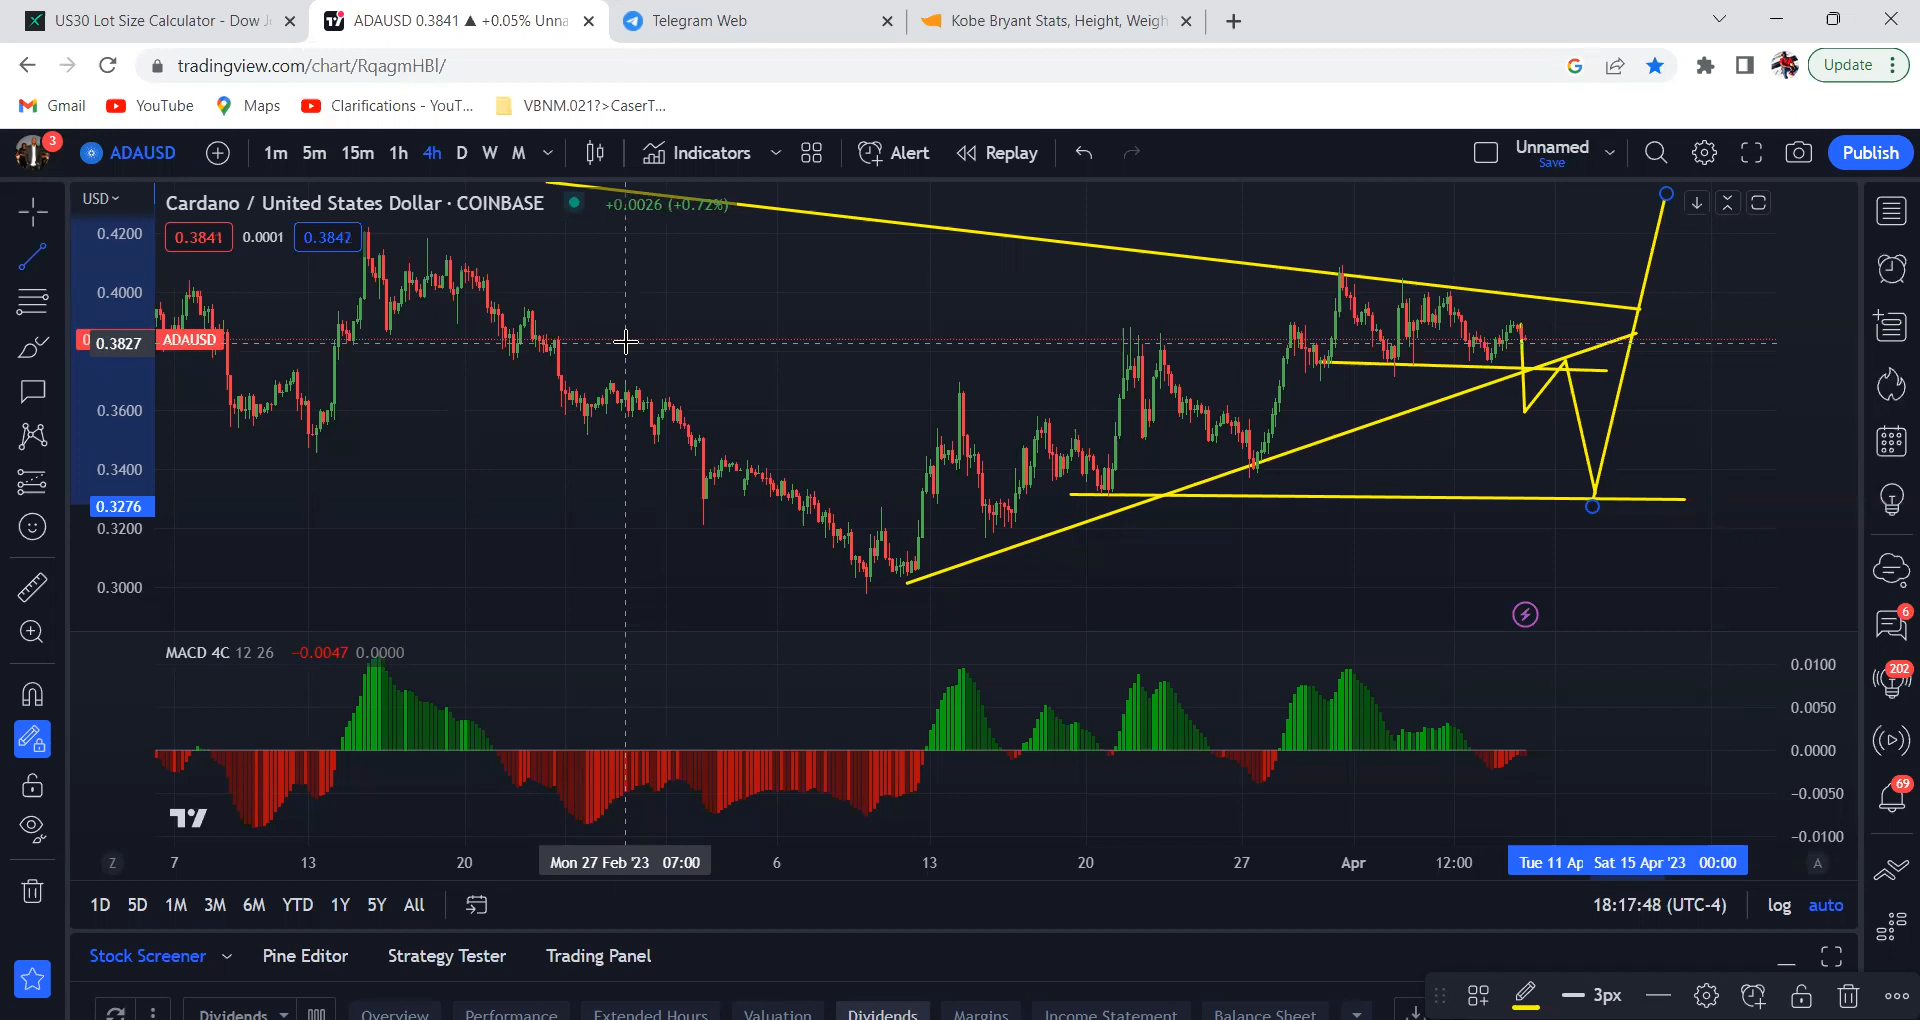 US30 Lot Size Calculator - Dow J
ADAUSD 0.3841 ▲ +0.05% Unna
Telegram Web
Kobe Bryant Stats, Height, Weigh
tradingview.com/chart/RqagmHBl/
Update
Gmail
YouTube
Maps
Clarifications - YouT...
VBNM.021?>CaserT...
3
ADAUSD
1m 5m 15m 1h 4h D W M
Indicators
Alert
Replay
Unnamed
Save
Publish
USD
Cardano / United States Dollar · COINBASE
+0.0026 (+0.72%)
0.3841 0.0001 0.3842
0.4200
0.4000
0.3827
ADAUSD
0.3600
0.3400
0.3276
0.3200
0.3000
MACD 4C 12 26 −0.0047 0.0000
0.0100
0.0050
0.0000
−0.0050
−0.0100
6
202
69
Z
7 13 20 Mon 27 Feb '23 07:00 6 13 20 27 Apr 12:00 Tue 11 Ap Sat 15 Apr '23 00:00 A
1D 5D 1M 3M 6M YTD 1Y 5Y All
18:17:48 (UTC-4) log auto
Stock Screener Pine Editor Strategy Tester Trading Panel
3px
Dividends Overview Performance Extended Hours Valuation Dividends Margins Income Statement Balance Sheet